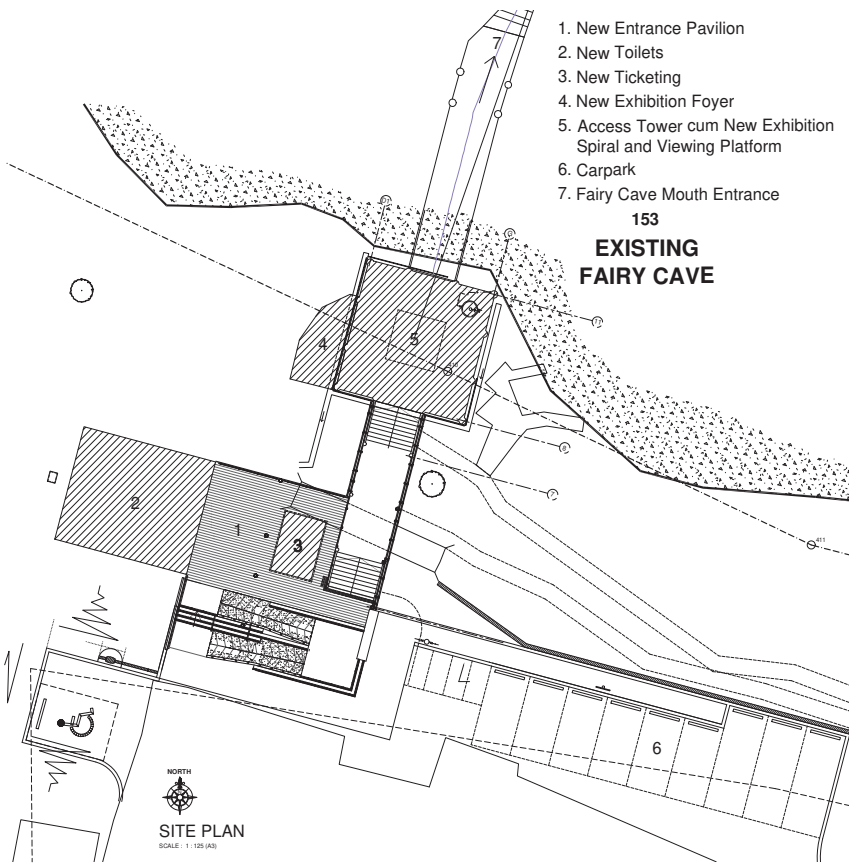 7
1. New Entrance Pavilion
2. New Toilets
3. New Ticketing
4. New Exhibition Foyer
5. Access Tower cum New Exhibition
Spiral and Viewing Platform
6. Carpark
7. Fairy Cave Mouth Entrance
153
EXISTING
FAIRY CAVE
4
5
2
1
3
411
6
NORTH
SITE PLAN
SCALE : 1 : 125 (A3)